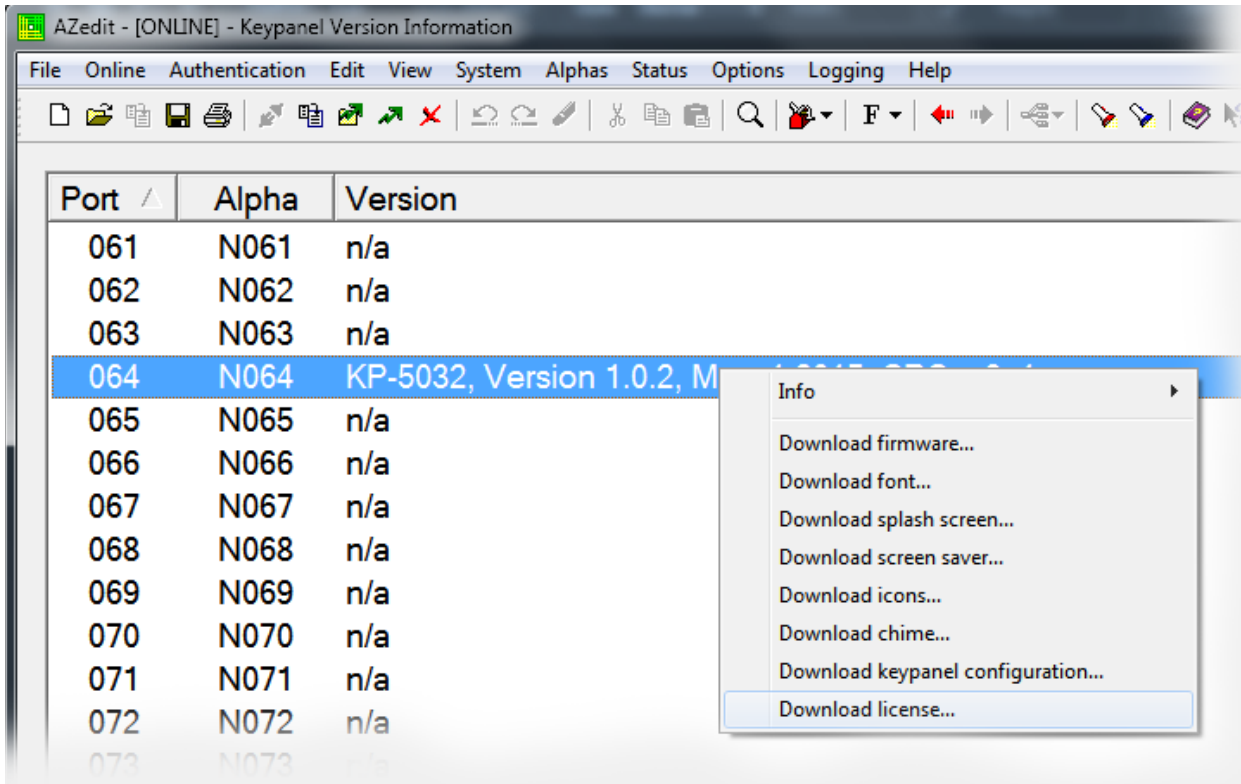 AZedit - [ONLINE] - Keypanel Version Information
File Online Authentication Edit View System Alphas Status Options Logging Help
F
Port Alpha Version
061 N061 n/a
062 N062 n/a
063 N063 n/a
064 N064 KP-5032, Version 1.0.2, M
065 N065 n/a
066 N066 n/a
067 N067 n/a
068 N068 n/a
069 N069 n/a
070 N070 n/a
071 N071 n/a
072 N072 n/a
073 N073 n/a
Info
Download firmware...
Download font...
Download splash screen...
Download screen saver...
Download icons...
Download chime...
Download keypanel configuration...
Download license...